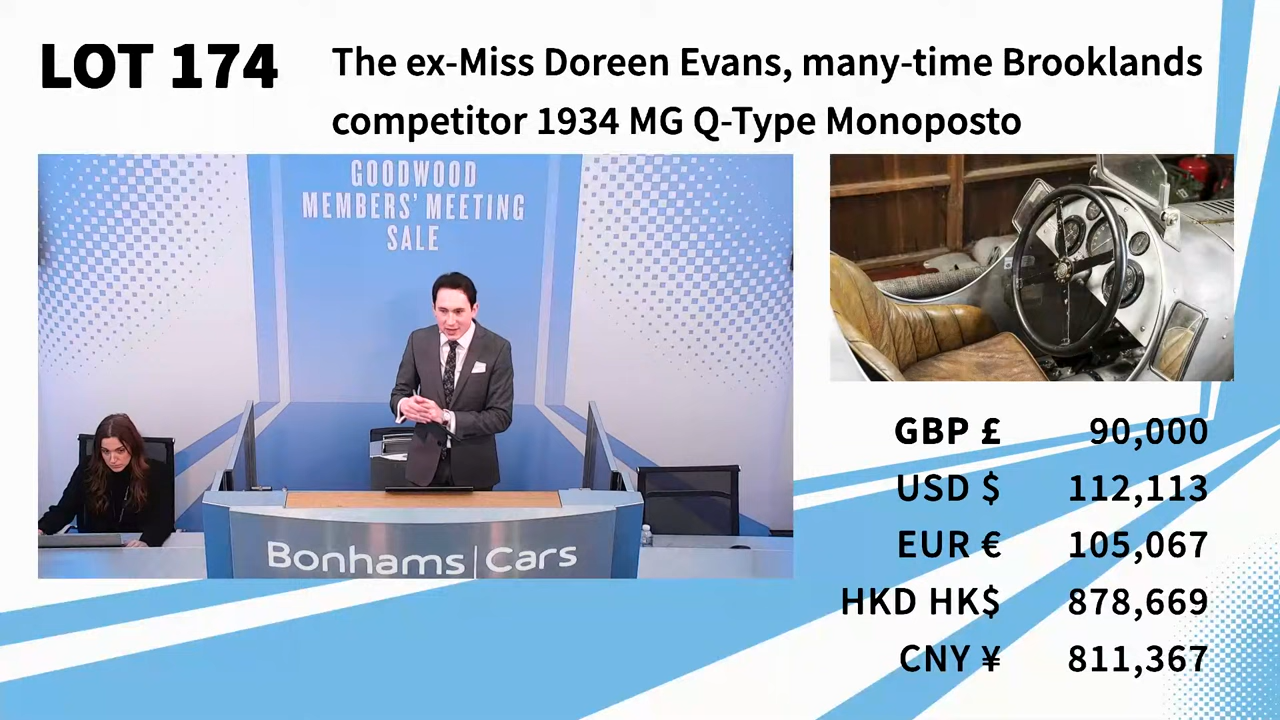 LOT 174
The ex-Miss Doreen Evans, many-time Brooklands
competitor 1934 MG Q-Type Monoposto
GOODWOOD
MEMBERS' MEETING
SALE
Bonhams|Cars
GBP £ 90,000
USD $ 112,113
EUR € 105,067
HKD HK$ 878,669
CNY ¥ 811,367